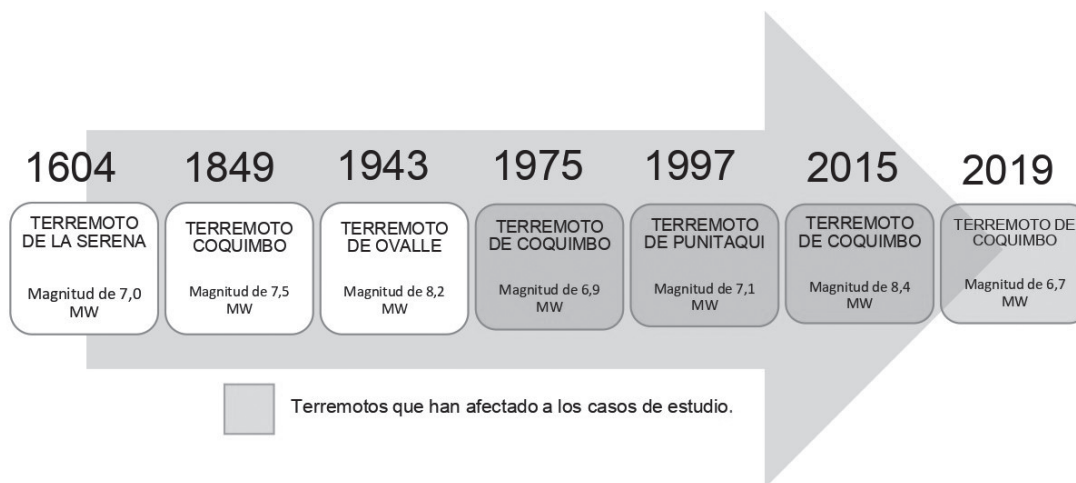 1604
1849
1943
1975
1997
2015
2019
TERREMOTO
DE LA SERENA
Magnitud de 7,0
MW
TERREMOTO
COQUIMBO
Magnitud de 7,5
MW
TERREMOTO
DE OVALLE
Magnitud de 8,2
MW
TERREMOTO
DE COQUIMBO
Magnitud de 6,9
MW
TERREMOTO
DE PUNITAQUI
Magnitud de 7,1
MW
TERREMOTO
DE COQUIMBO
Magnitud de 8,4
MW
TERREMOTO DE
COQUIMBO
Magnitud de 6,7
MW
Terremotos que han afectado a los casos de estudio.